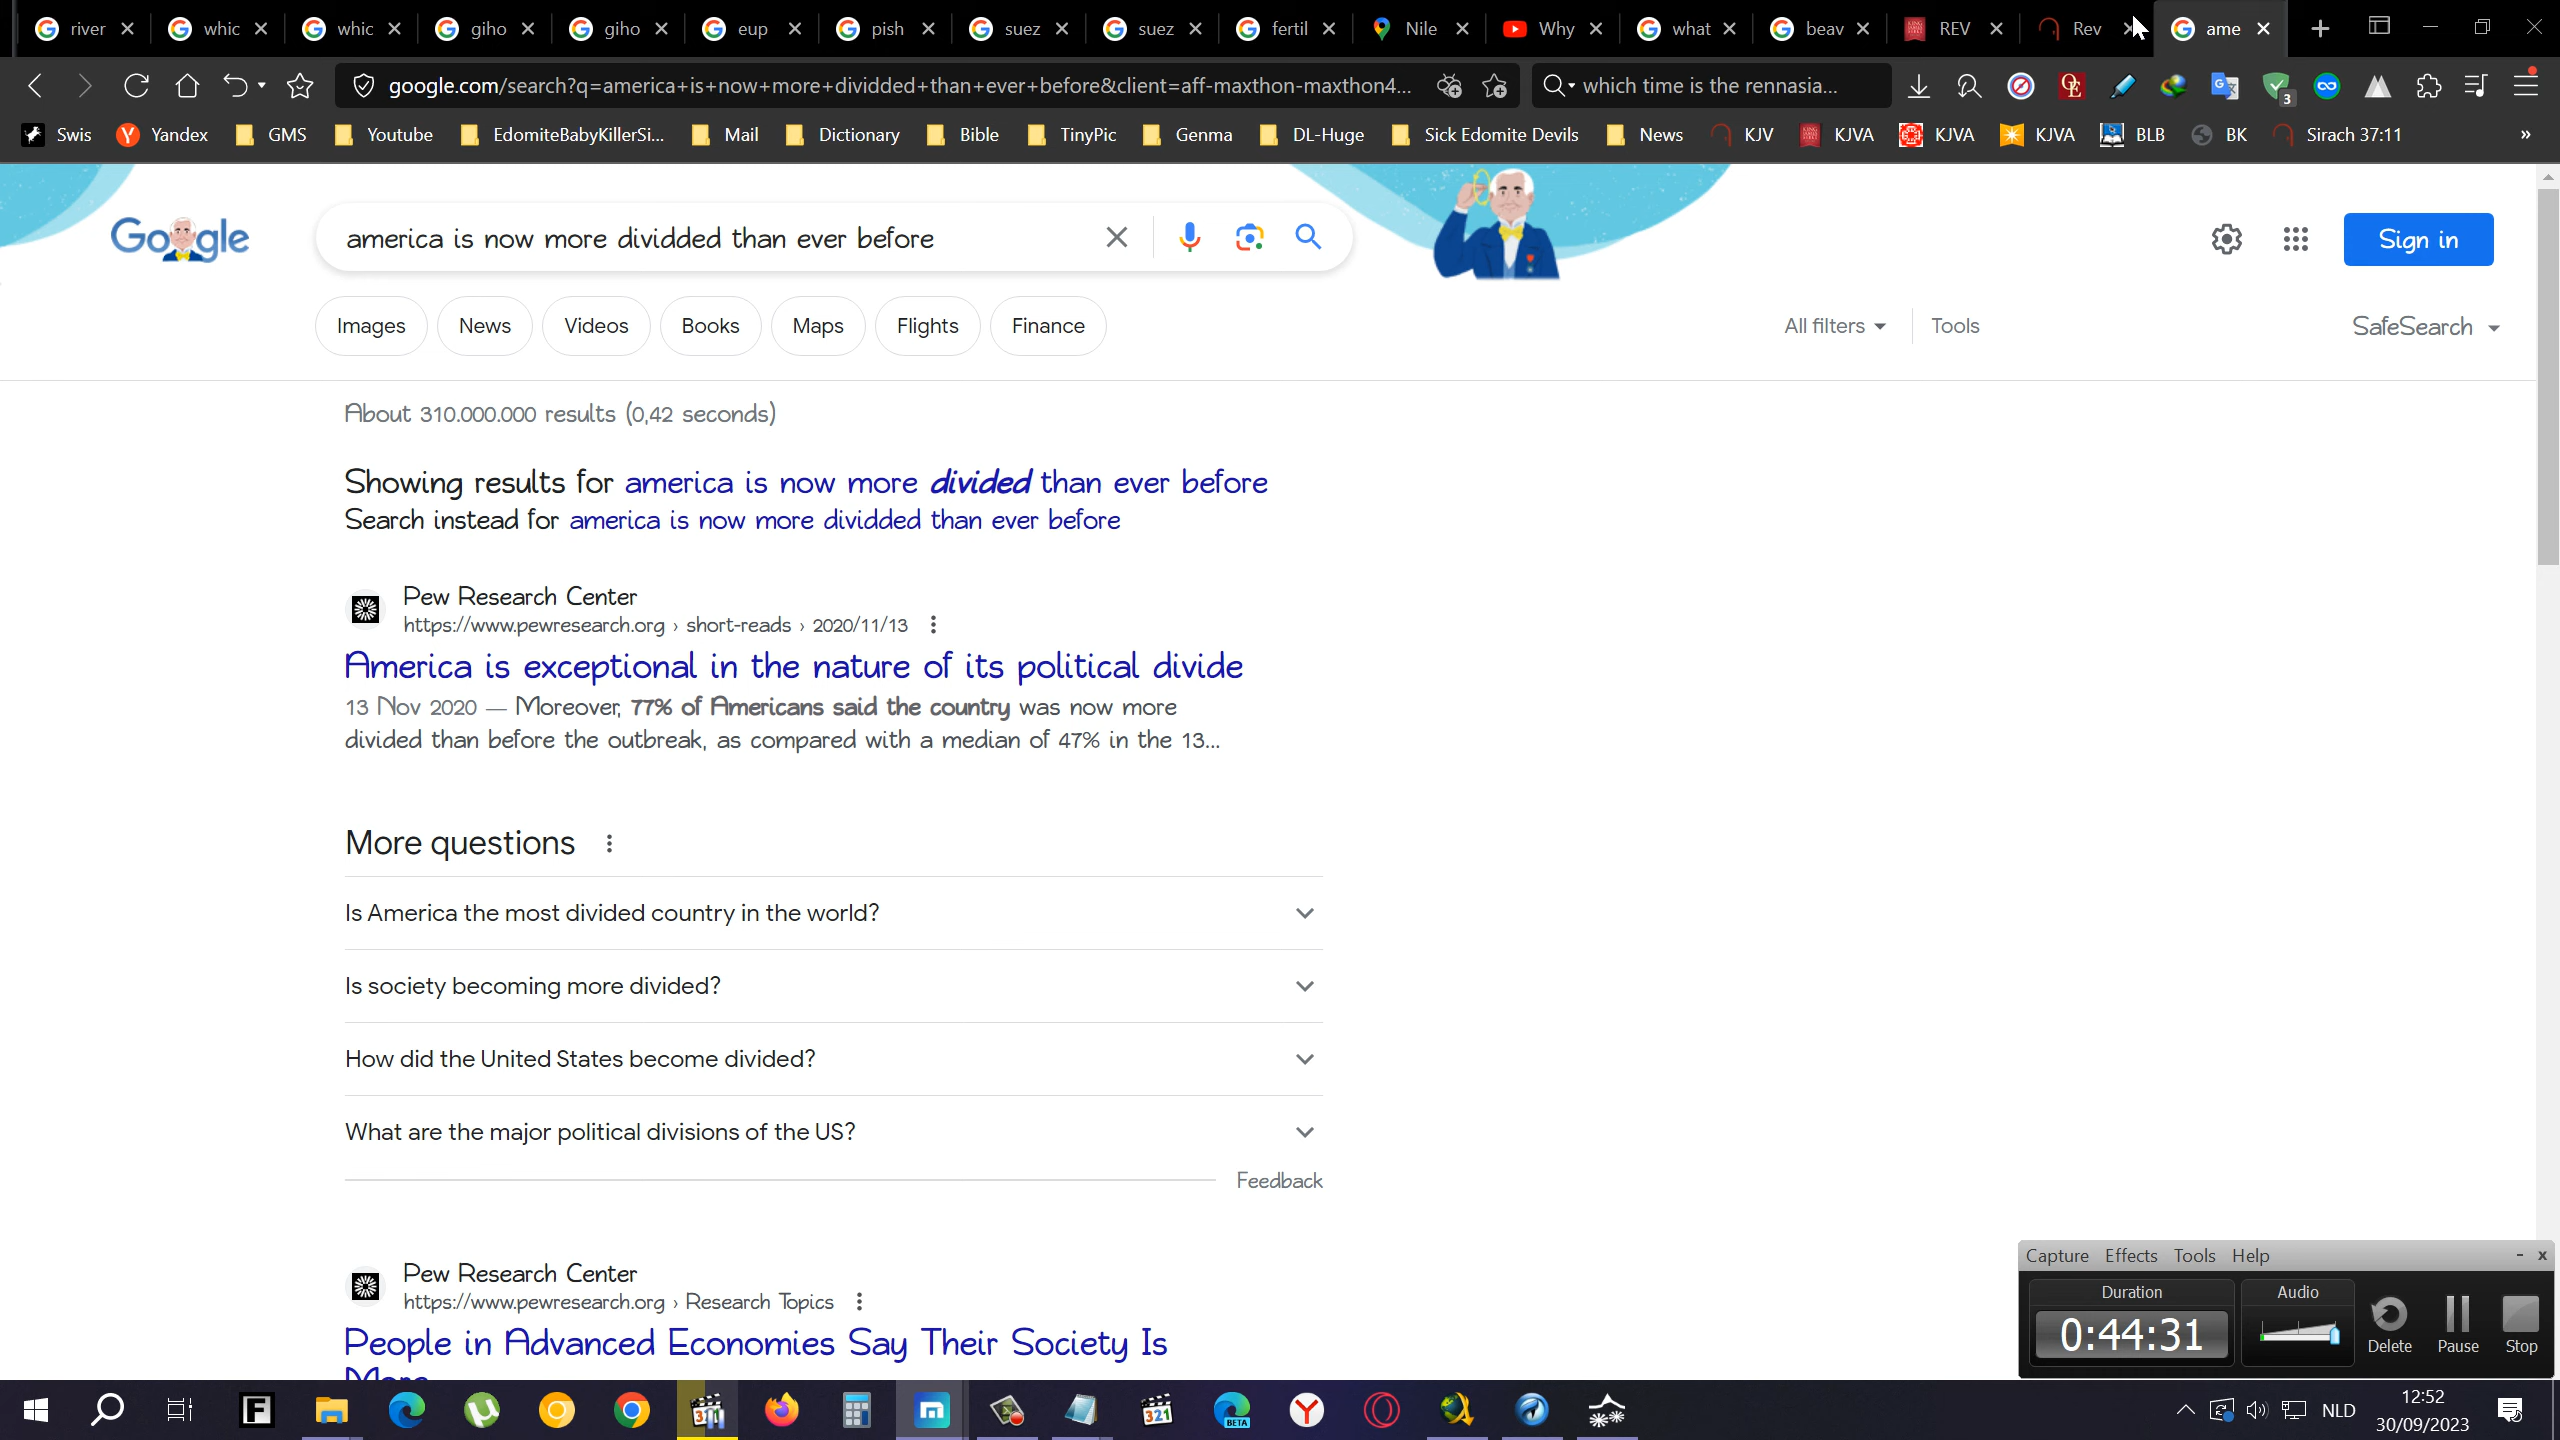 river whic whic giho giho eup pish suez suez fertil Nile Why what beav REV Rev ame
google.com/search?q=america+is+now+more+dividded+than+ever+before&client=aff-maxthon-maxthon4... which time is the rennasia... 3
Swis Yandex GMS Youtube EdomiteBabyKillerSi... Mail Dictionary Bible TinyPic Genma DL-Huge Sick Edomite Devils News KJV KJVA KJVA KJVA BLB BK Sirach 37:11 »
Google america is now more dividded than ever before Sign in
Images News Videos Books Maps Flights Finance All filters Tools SafeSearch
About 310.000.000 results (0,42 seconds)
Showing results for america is now more divided than ever before
Search instead for america is now more dividded than ever before
Pew Research Center
https://www.pewresearch.org › short-reads › 2020/11/13
America is exceptional in the nature of its political divide
13 Nov 2020 — Moreover, 77% of Americans said the country was now more
divided than before the outbreak, as compared with a median of 47% in the 13...
More questions
Is America the most divided country in the world?
Is society becoming more divided?
How did the United States become divided?
What are the major political divisions of the US?
Feedback
Pew Research Center
https://www.pewresearch.org › Research Topics
People in Advanced Economies Say Their Society Is
More
Capture Effects Tools Help
Duration Audio
0:44:31
Delete Pause Stop
NLD 12:52
30/09/2023